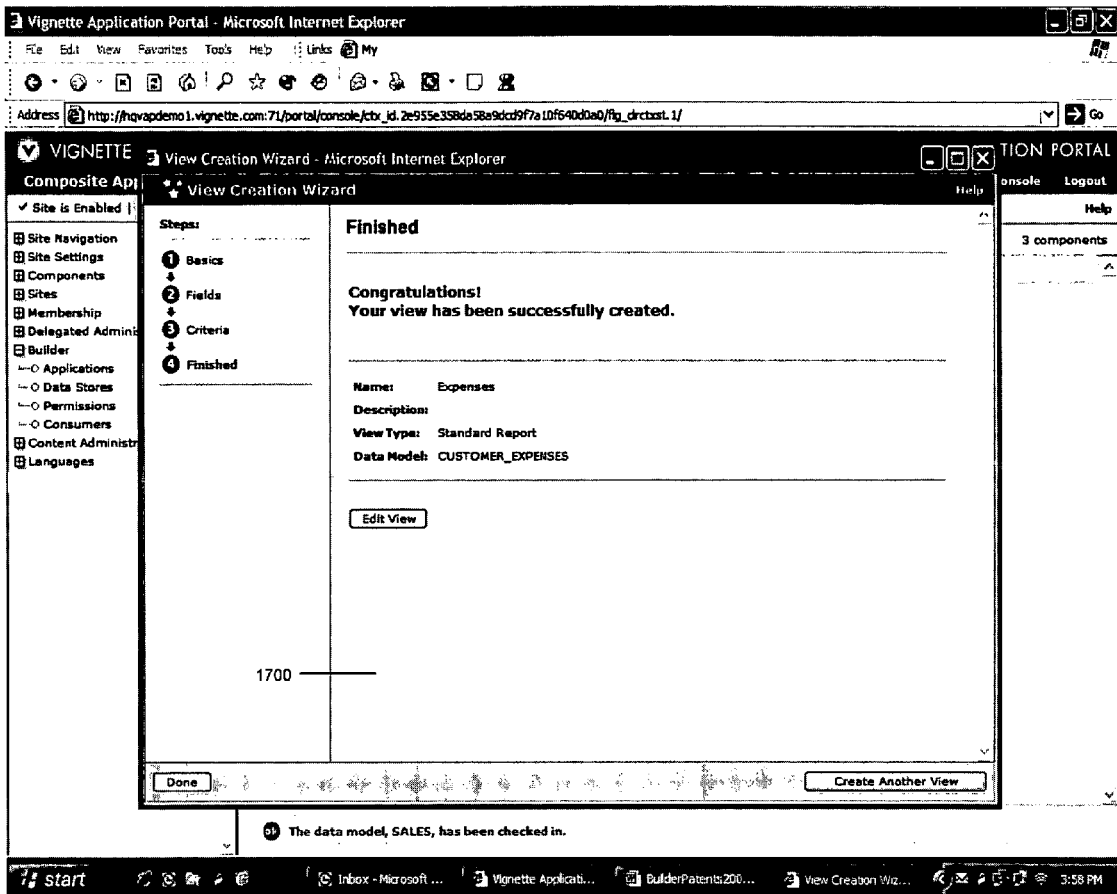 Vignette Application Portal - Microsoft Internet Explorer
File Edit View Favorites Tools Help Links My
Address http://hqvapdemo1.vignette.com:71/portal/console/ctx_id.2e955e358da58a9dcd9f7a10f640d0a0/flg_drctxst.1/ Go
VIGNETTE TION PORTAL
View Creation Wizard - Microsoft Internet Explorer
Composite App onsole Logout
View Creation Wizard Help
✓ Site is Enabled | Help
3 components
Site Navigation
Site Settings
Components
Sites
Membership
Delegated Adminis
Builder
Applications
Data Stores
Permissions
Consumers
Content Administr
Languages
Steps:
1 Basics
2 Fields
3 Criteria
4 Finished
Finished
Congratulations!
Your view has been successfully created.
Name: Expenses
Description:
View Type: Standard Report
Data Model: CUSTOMER_EXPENSES
Edit View
1700
Done Create Another View
ok The data model, SALES, has been checked in.
start Inbox - Microsoft ... Vignette Applicati... BuilderPatents200... View Creation Wiz... 3:58 PM